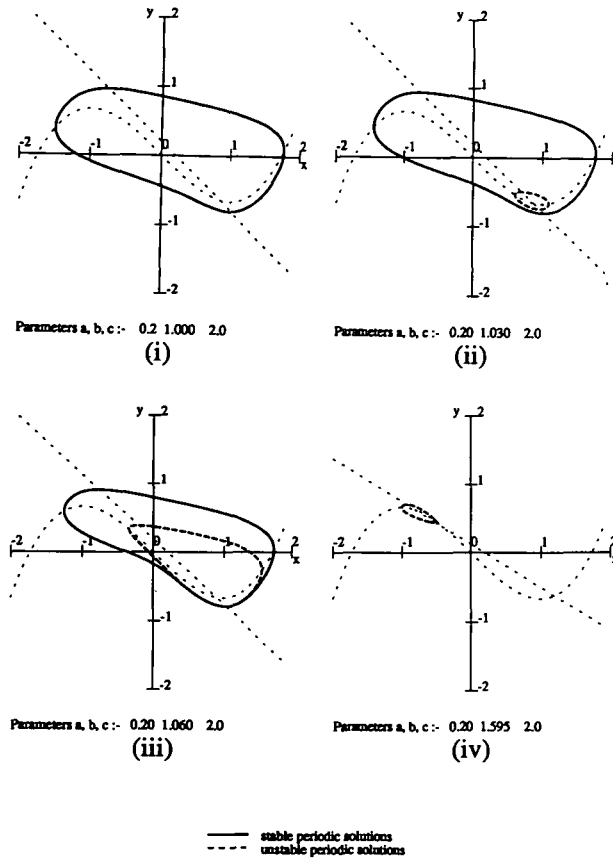 y 2
1
-2 -1 0 1 2
x
-1
-2
Parameters a, b, c :- 0.2 1.000 2.0
(i)
y 2
1
-2 -1 0 1 2
x
-1
-2
Parameters a, b, c :- 0.20 1.030 2.0
(ii)
y 2
1
-2 -1 0 1 2
x
-1
-2
Parameters a, b, c :- 0.20 1.060 2.0
(iii)
y 2
1
-2 -1 0 1 2
x
-1
-2
Parameters a, b, c :- 0.20 1.595 2.0
(iv)
stable periodic solutions
unstable periodic solutions